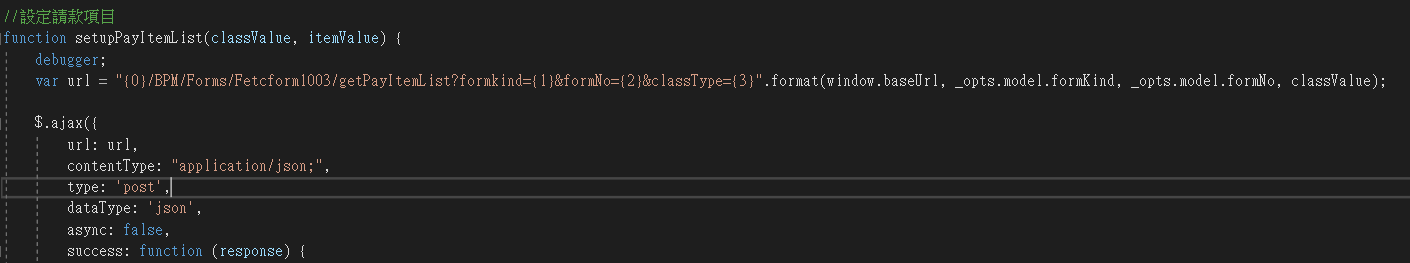 //設定請款項目
function setupPayItemList(classValue, itemValue) {
debugger;
var url = "{0}/BPM/Forms/Fetcform1003/getPayItemList?formkind={1}&formNo={2}&classType={3}".format(window.baseUrl, _opts.model.formKind, _opts.model.formNo, classValue);
$.ajax({
url: url,
contentType: "application/json;",
type: 'post',
dataType: 'json',
async: false,
success: function (response) {